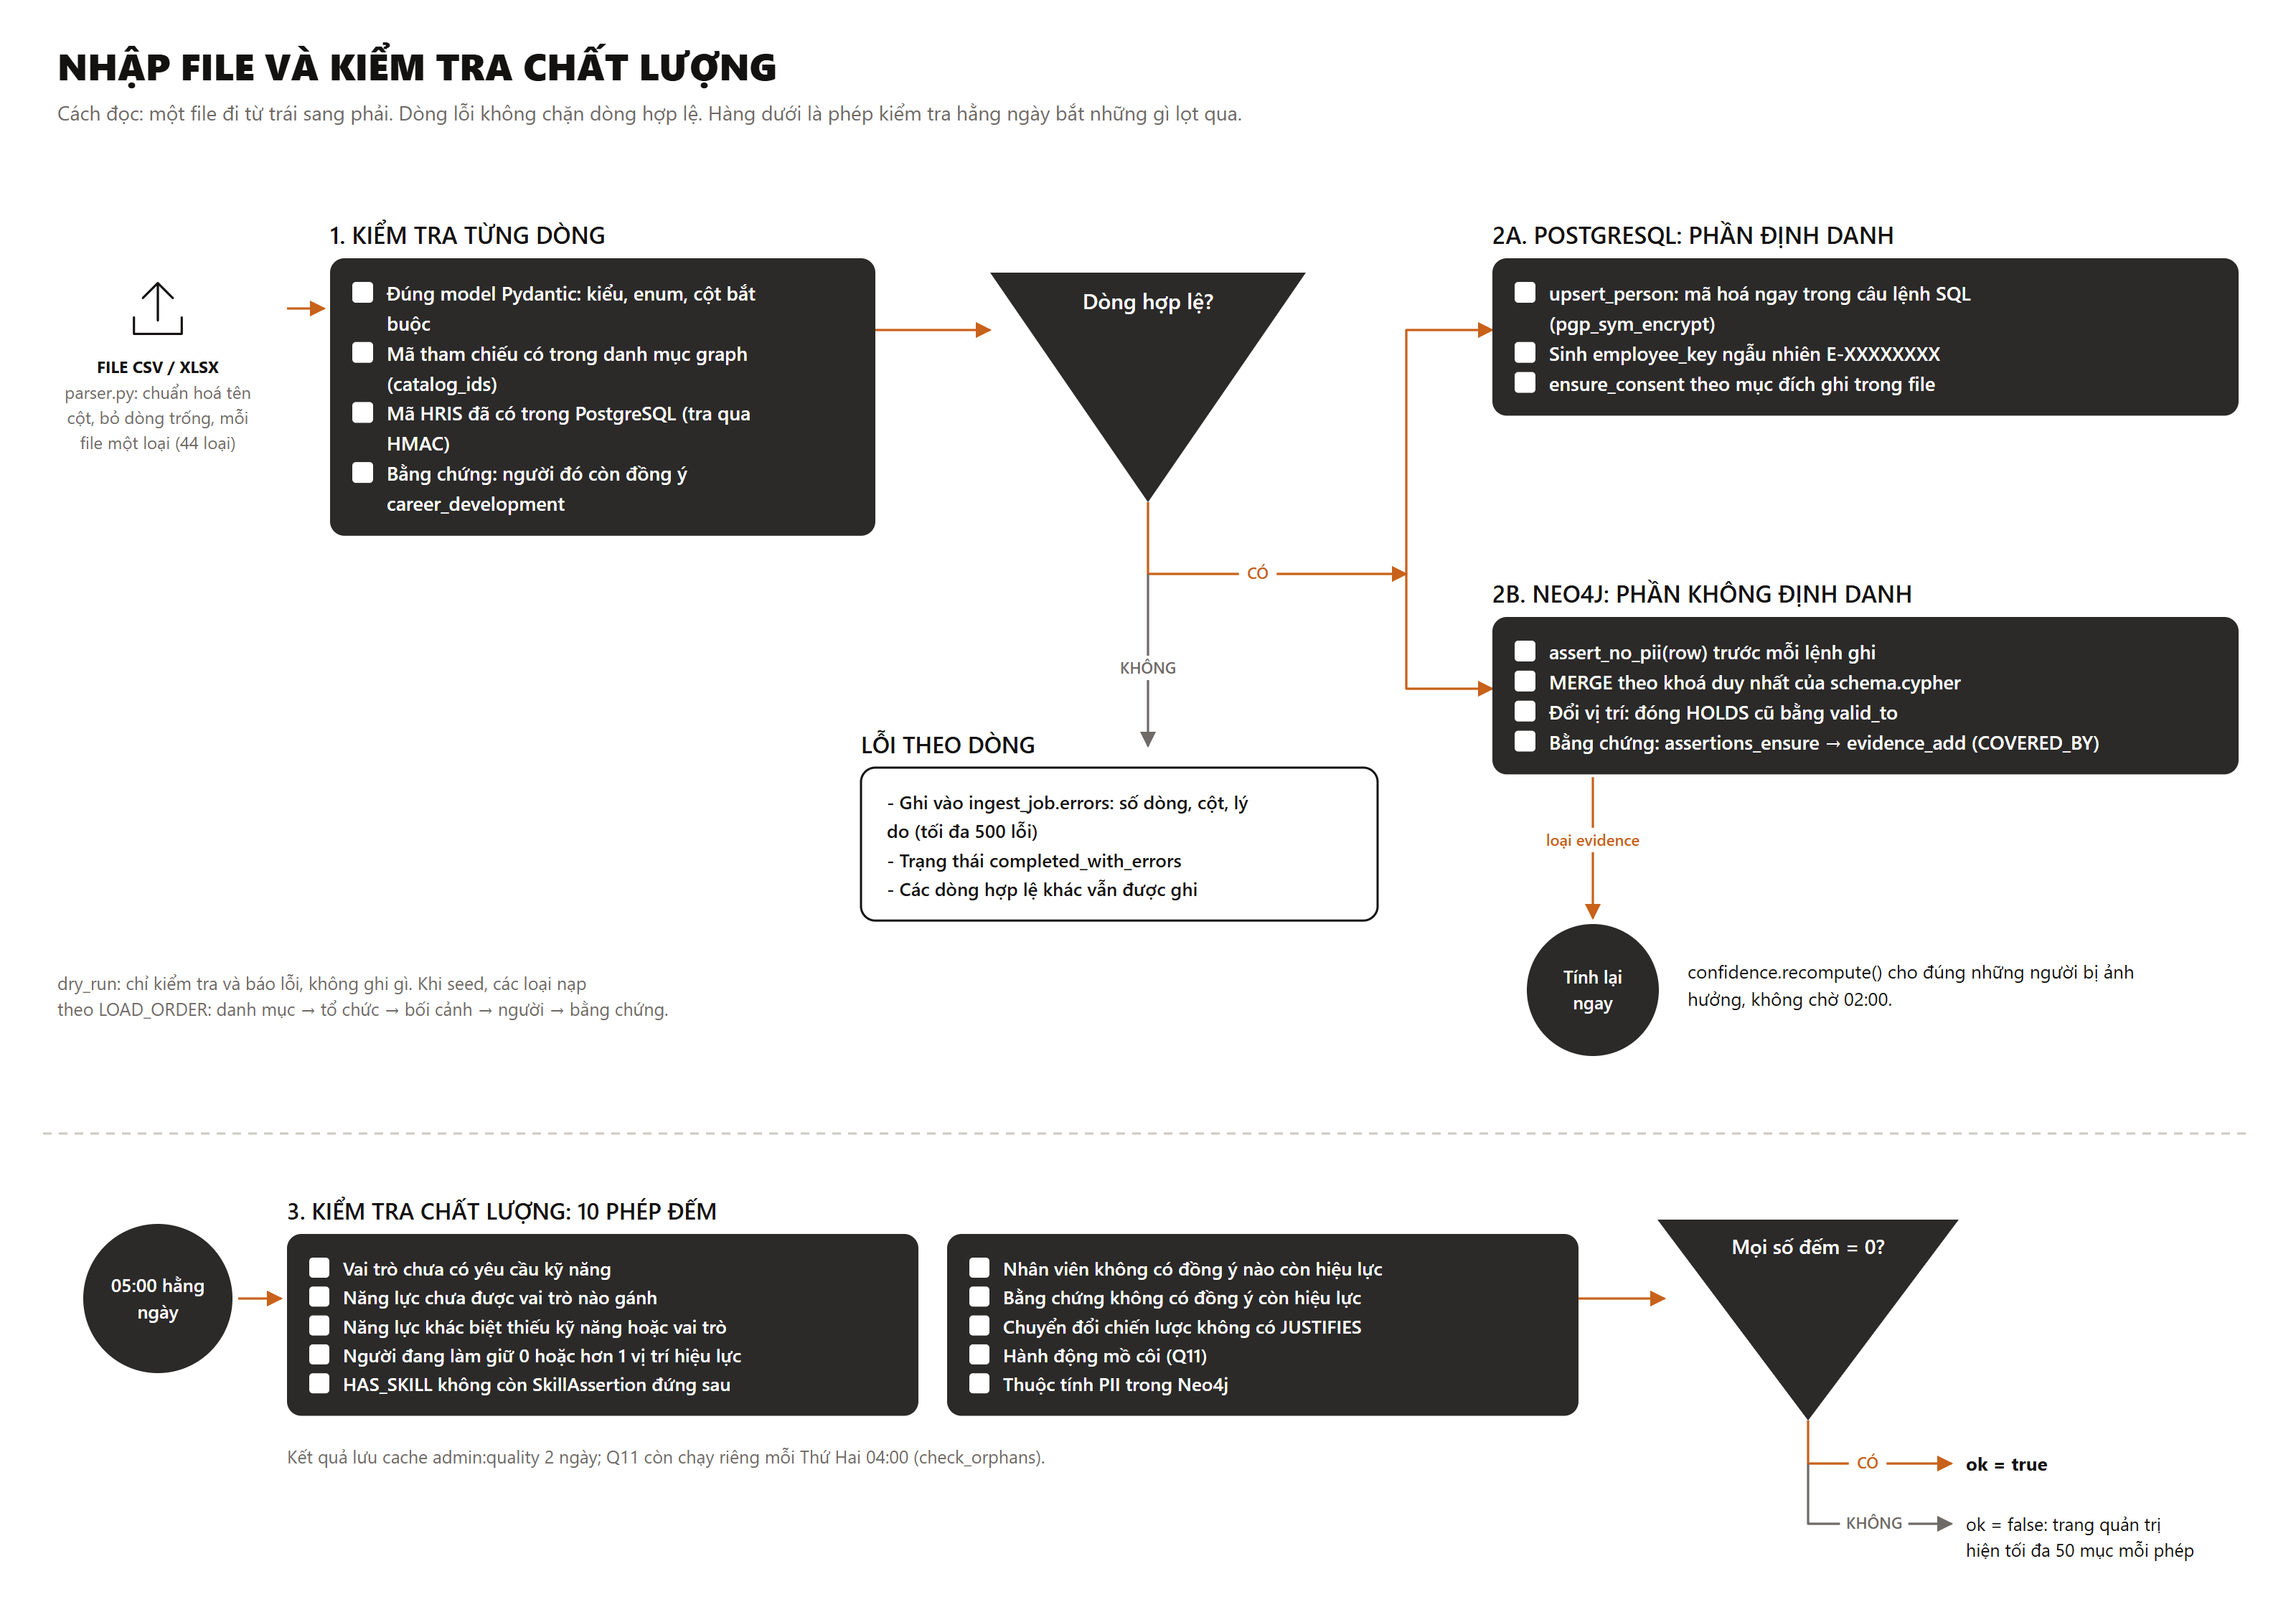 NHẬP FILE VÀ KIỂM TRA CHẤT LƯỢNG
Cách đọc: một file đi từ trái sang phải. Dòng lỗi không chặn dòng hợp lệ. Hàng dưới là phép kiểm tra hằng ngày bắt những gì lọt qua.
FILE CSV / XLSX
parser.py: chuẩn hoá tên
cột, bỏ dòng trống, mỗi
file một loại (44 loại)
1. KIỂM TRA TỪNG DÒNG
Đúng model Pydantic: kiểu, enum, cột bắt
buộc
Mã tham chiếu có trong danh mục graph
(catalog_ids)
Mã HRIS đã có trong PostgreSQL (tra qua
HMAC)
Bằng chứng: người đó còn đồng ý
career_development
Dòng hợp lệ?
CÓ
KHÔNG
2A. POSTGRESQL: PHẦN ĐỊNH DANH
upsert_person: mã hoá ngay trong câu lệnh SQL
(pgp_sym_encrypt)
Sinh employee_key ngẫu nhiên E-XXXXXXXX
ensure_consent theo mục đích ghi trong file
2B. NEO4J: PHẦN KHÔNG ĐỊNH DANH
assert_no_pii(row) trước mỗi lệnh ghi
MERGE theo khoá duy nhất của schema.cypher
Đổi vị trí: đóng HOLDS cũ bằng valid_to
Bằng chứng: assertions_ensure → evidence_add (COVERED_BY)
LỖI THEO DÒNG
- Ghi vào ingest_job.errors: số dòng, cột, lý
do (tối đa 500 lỗi)
- Trạng thái completed_with_errors
- Các dòng hợp lệ khác vẫn được ghi
loại evidence
Tính lại
ngay
confidence.recompute() cho đúng những người bị ảnh
hưởng, không chờ 02:00.
dry_run: chỉ kiểm tra và báo lỗi, không ghi gì. Khi seed, các loại nạp
theo LOAD_ORDER: danh mục → tổ chức → bối cảnh → người → bằng chứng.
3. KIỂM TRA CHẤT LƯỢNG: 10 PHÉP ĐẾM
05:00 hằng
ngày
Vai trò chưa có yêu cầu kỹ năng
Năng lực chưa được vai trò nào gánh
Năng lực khác biệt thiếu kỹ năng hoặc vai trò
Người đang làm giữ 0 hoặc hơn 1 vị trí hiệu lực
HAS_SKILL không còn SkillAssertion đứng sau
Nhân viên không có đồng ý nào còn hiệu lực
Bằng chứng không có đồng ý còn hiệu lực
Chuyển đổi chiến lược không có JUSTIFIES
Hành động mồ côi (Q11)
Thuộc tính PII trong Neo4j
Mọi số đếm = 0?
Kết quả lưu cache admin:quality 2 ngày; Q11 còn chạy riêng mỗi Thứ Hai 04:00 (check_orphans).
CÓ
ok = true
KHÔNG
ok = false: trang quản trị
hiện tối đa 50 mục mỗi phép